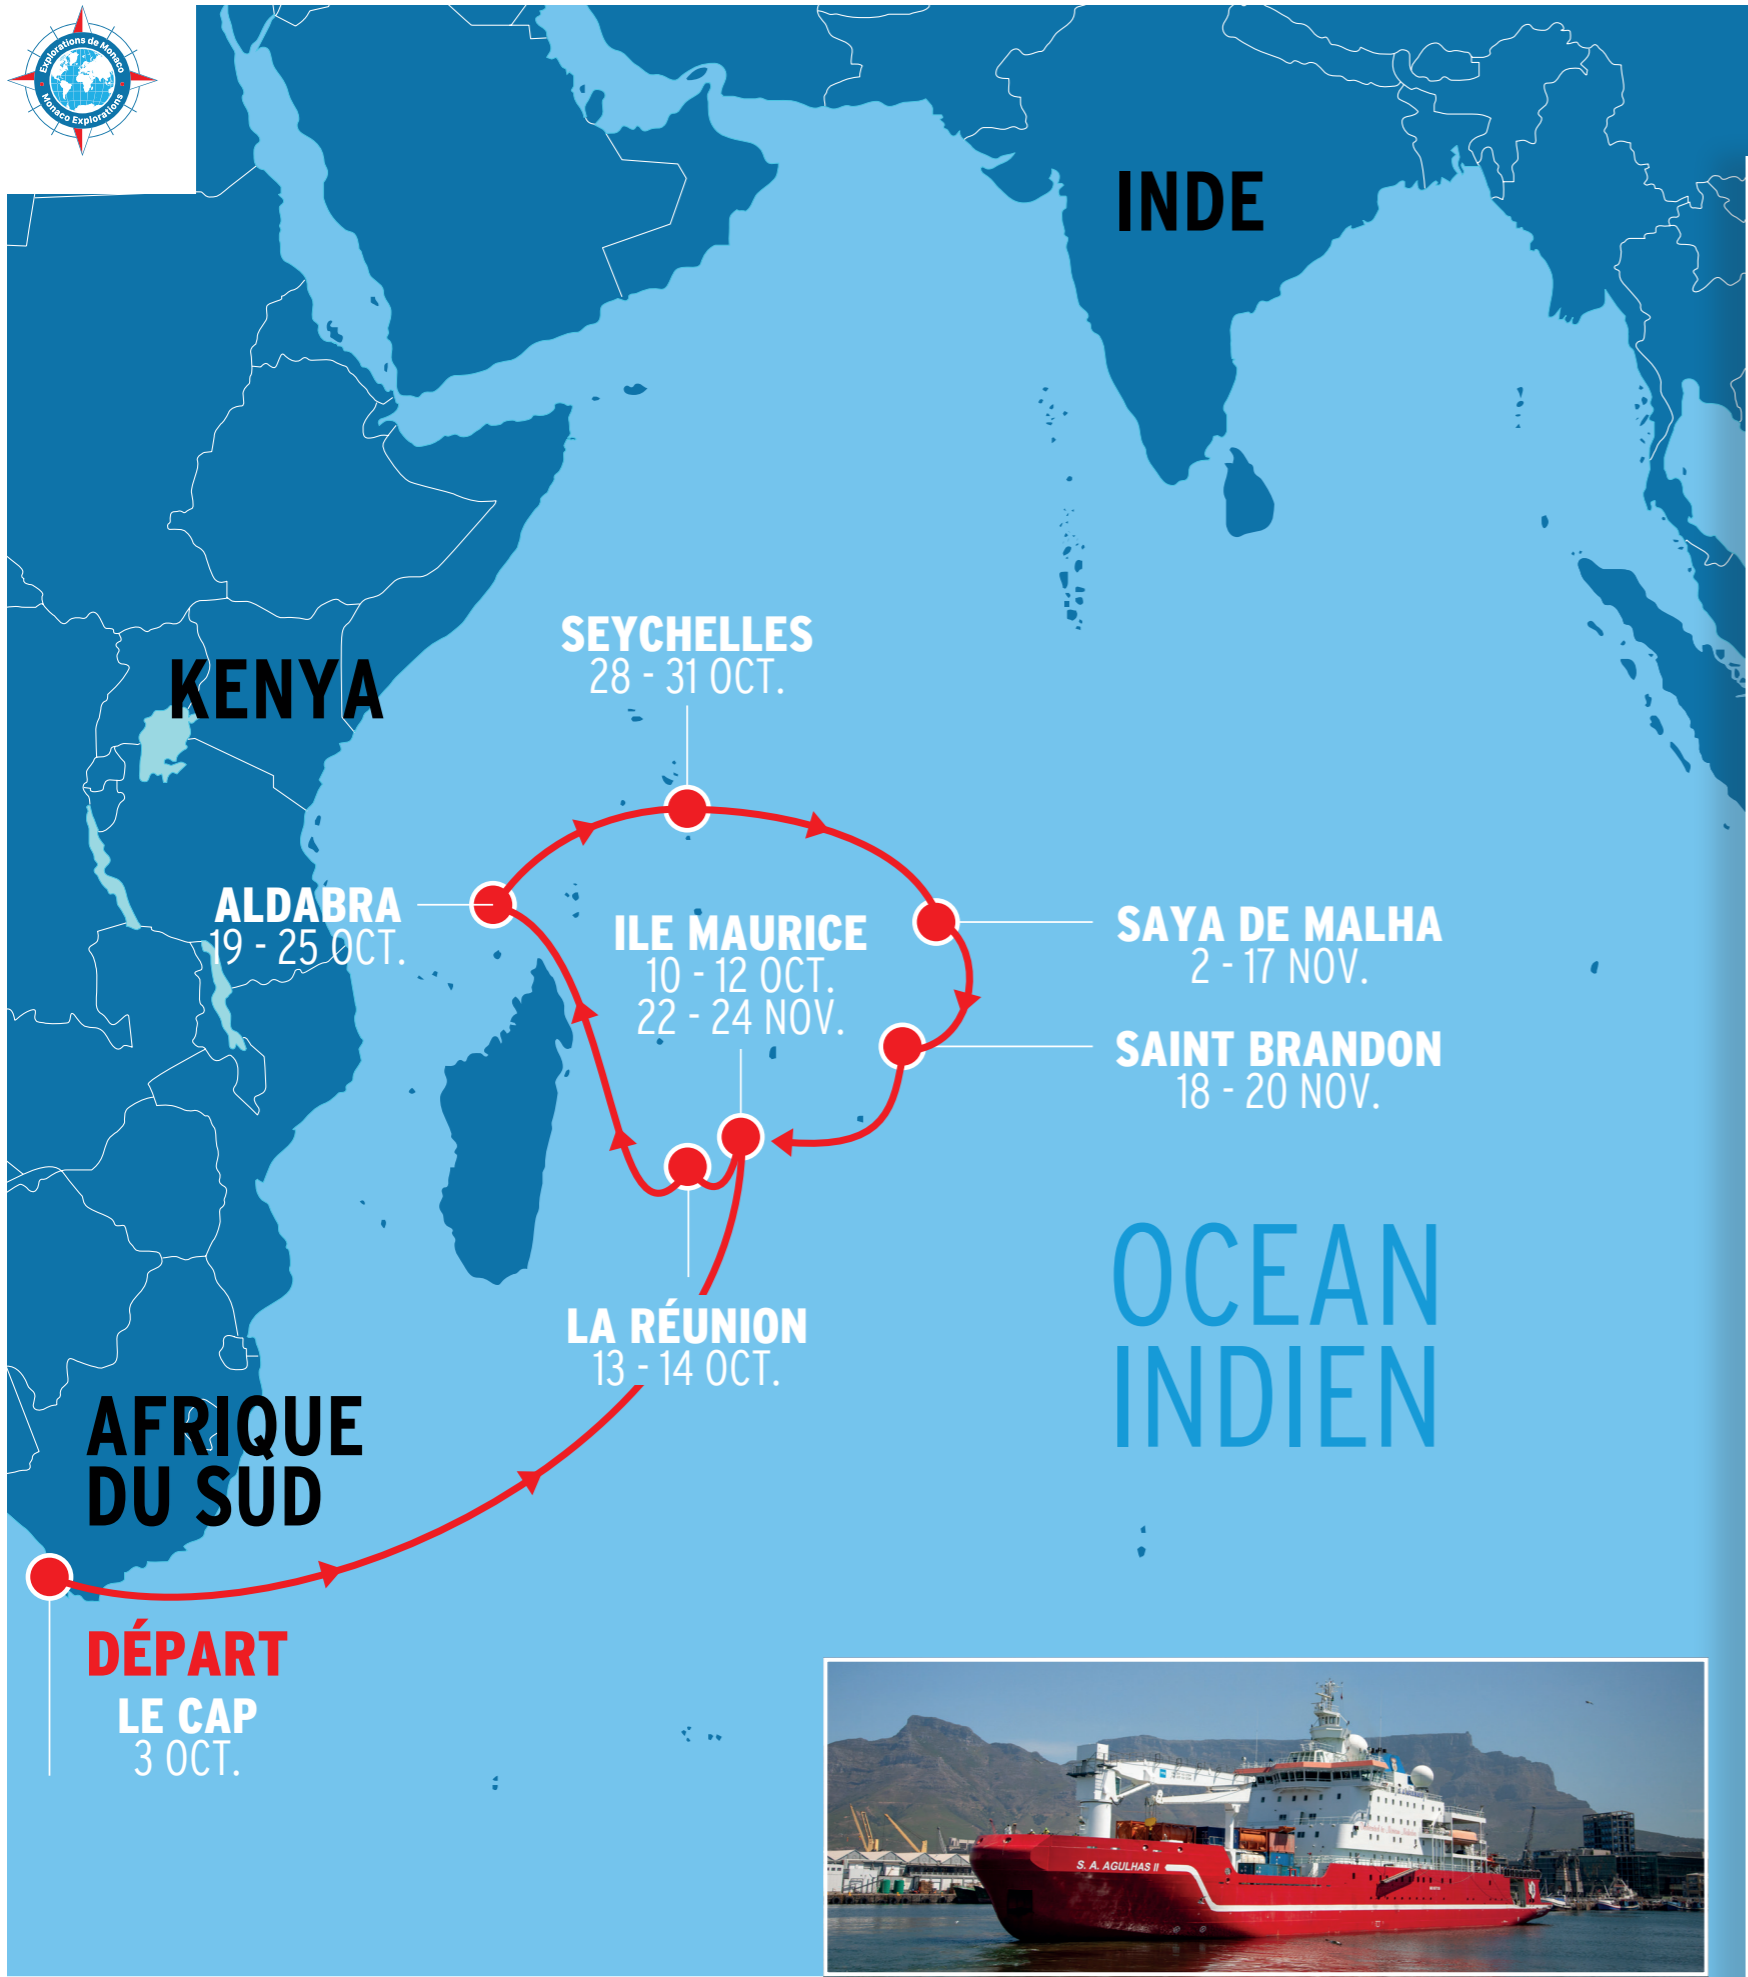 Explorations de Monaco
Monaco Explorations
INDE
KENYA
SEYCHELLES
28 - 31 OCT.
ALDABRA
19 - 25 OCT.
ILE MAURICE
10 - 12 OCT.
22 - 24 NOV.
SAYA DE MALHA
2 - 17 NOV.
SAINT BRANDON
18 - 20 NOV.
LA RÉUNION
13 - 14 OCT.
OCEAN
INDIEN
AFRIQUE
DU SUD
DÉPART
LE CAP
3 OCT.
S. A. AGULHAS II